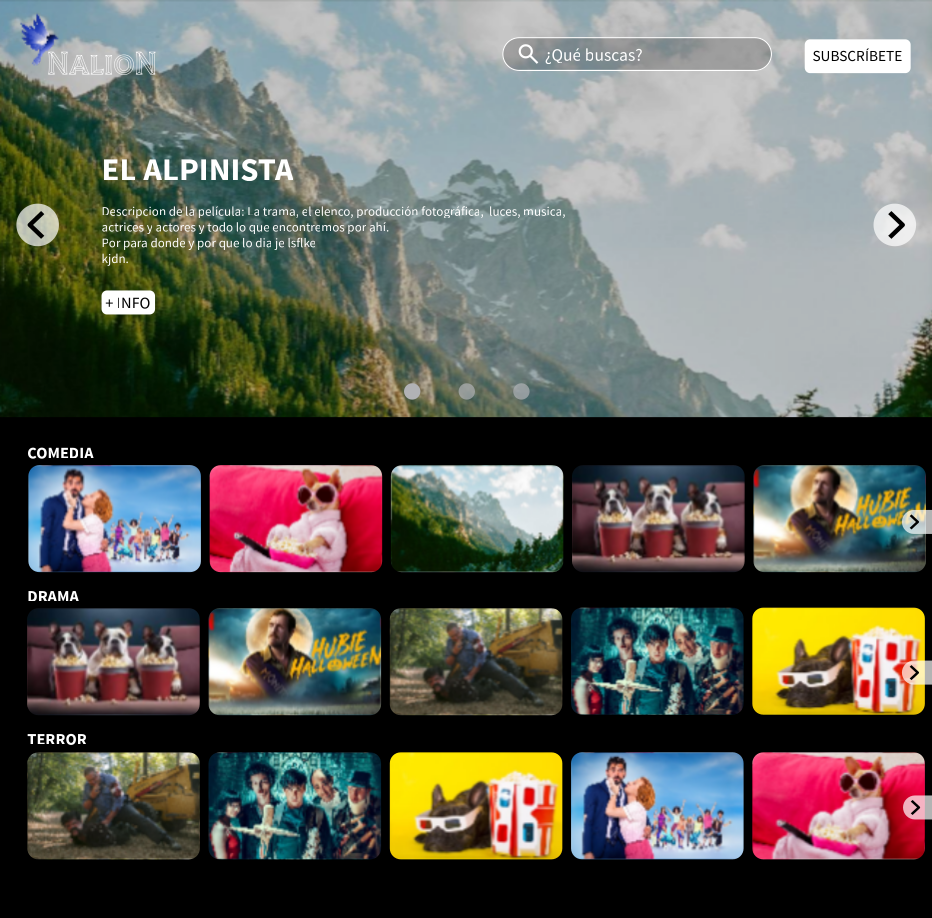 NALION
¿Qué buscas?
SUBSCRÍBETE
EL ALPINISTA
Descripcion de la película: La trama, el elenco, producción fotográfica, luces, musica,
actrices y actores y todo lo que encontremos por ahi.
Por para donde y por que lo dia je lsflke
kjdn.
+ INFO
COMEDIA
HUBIE
HALLOWEEN
DRAMA
HUBIE
HALLOWEEN
TERROR